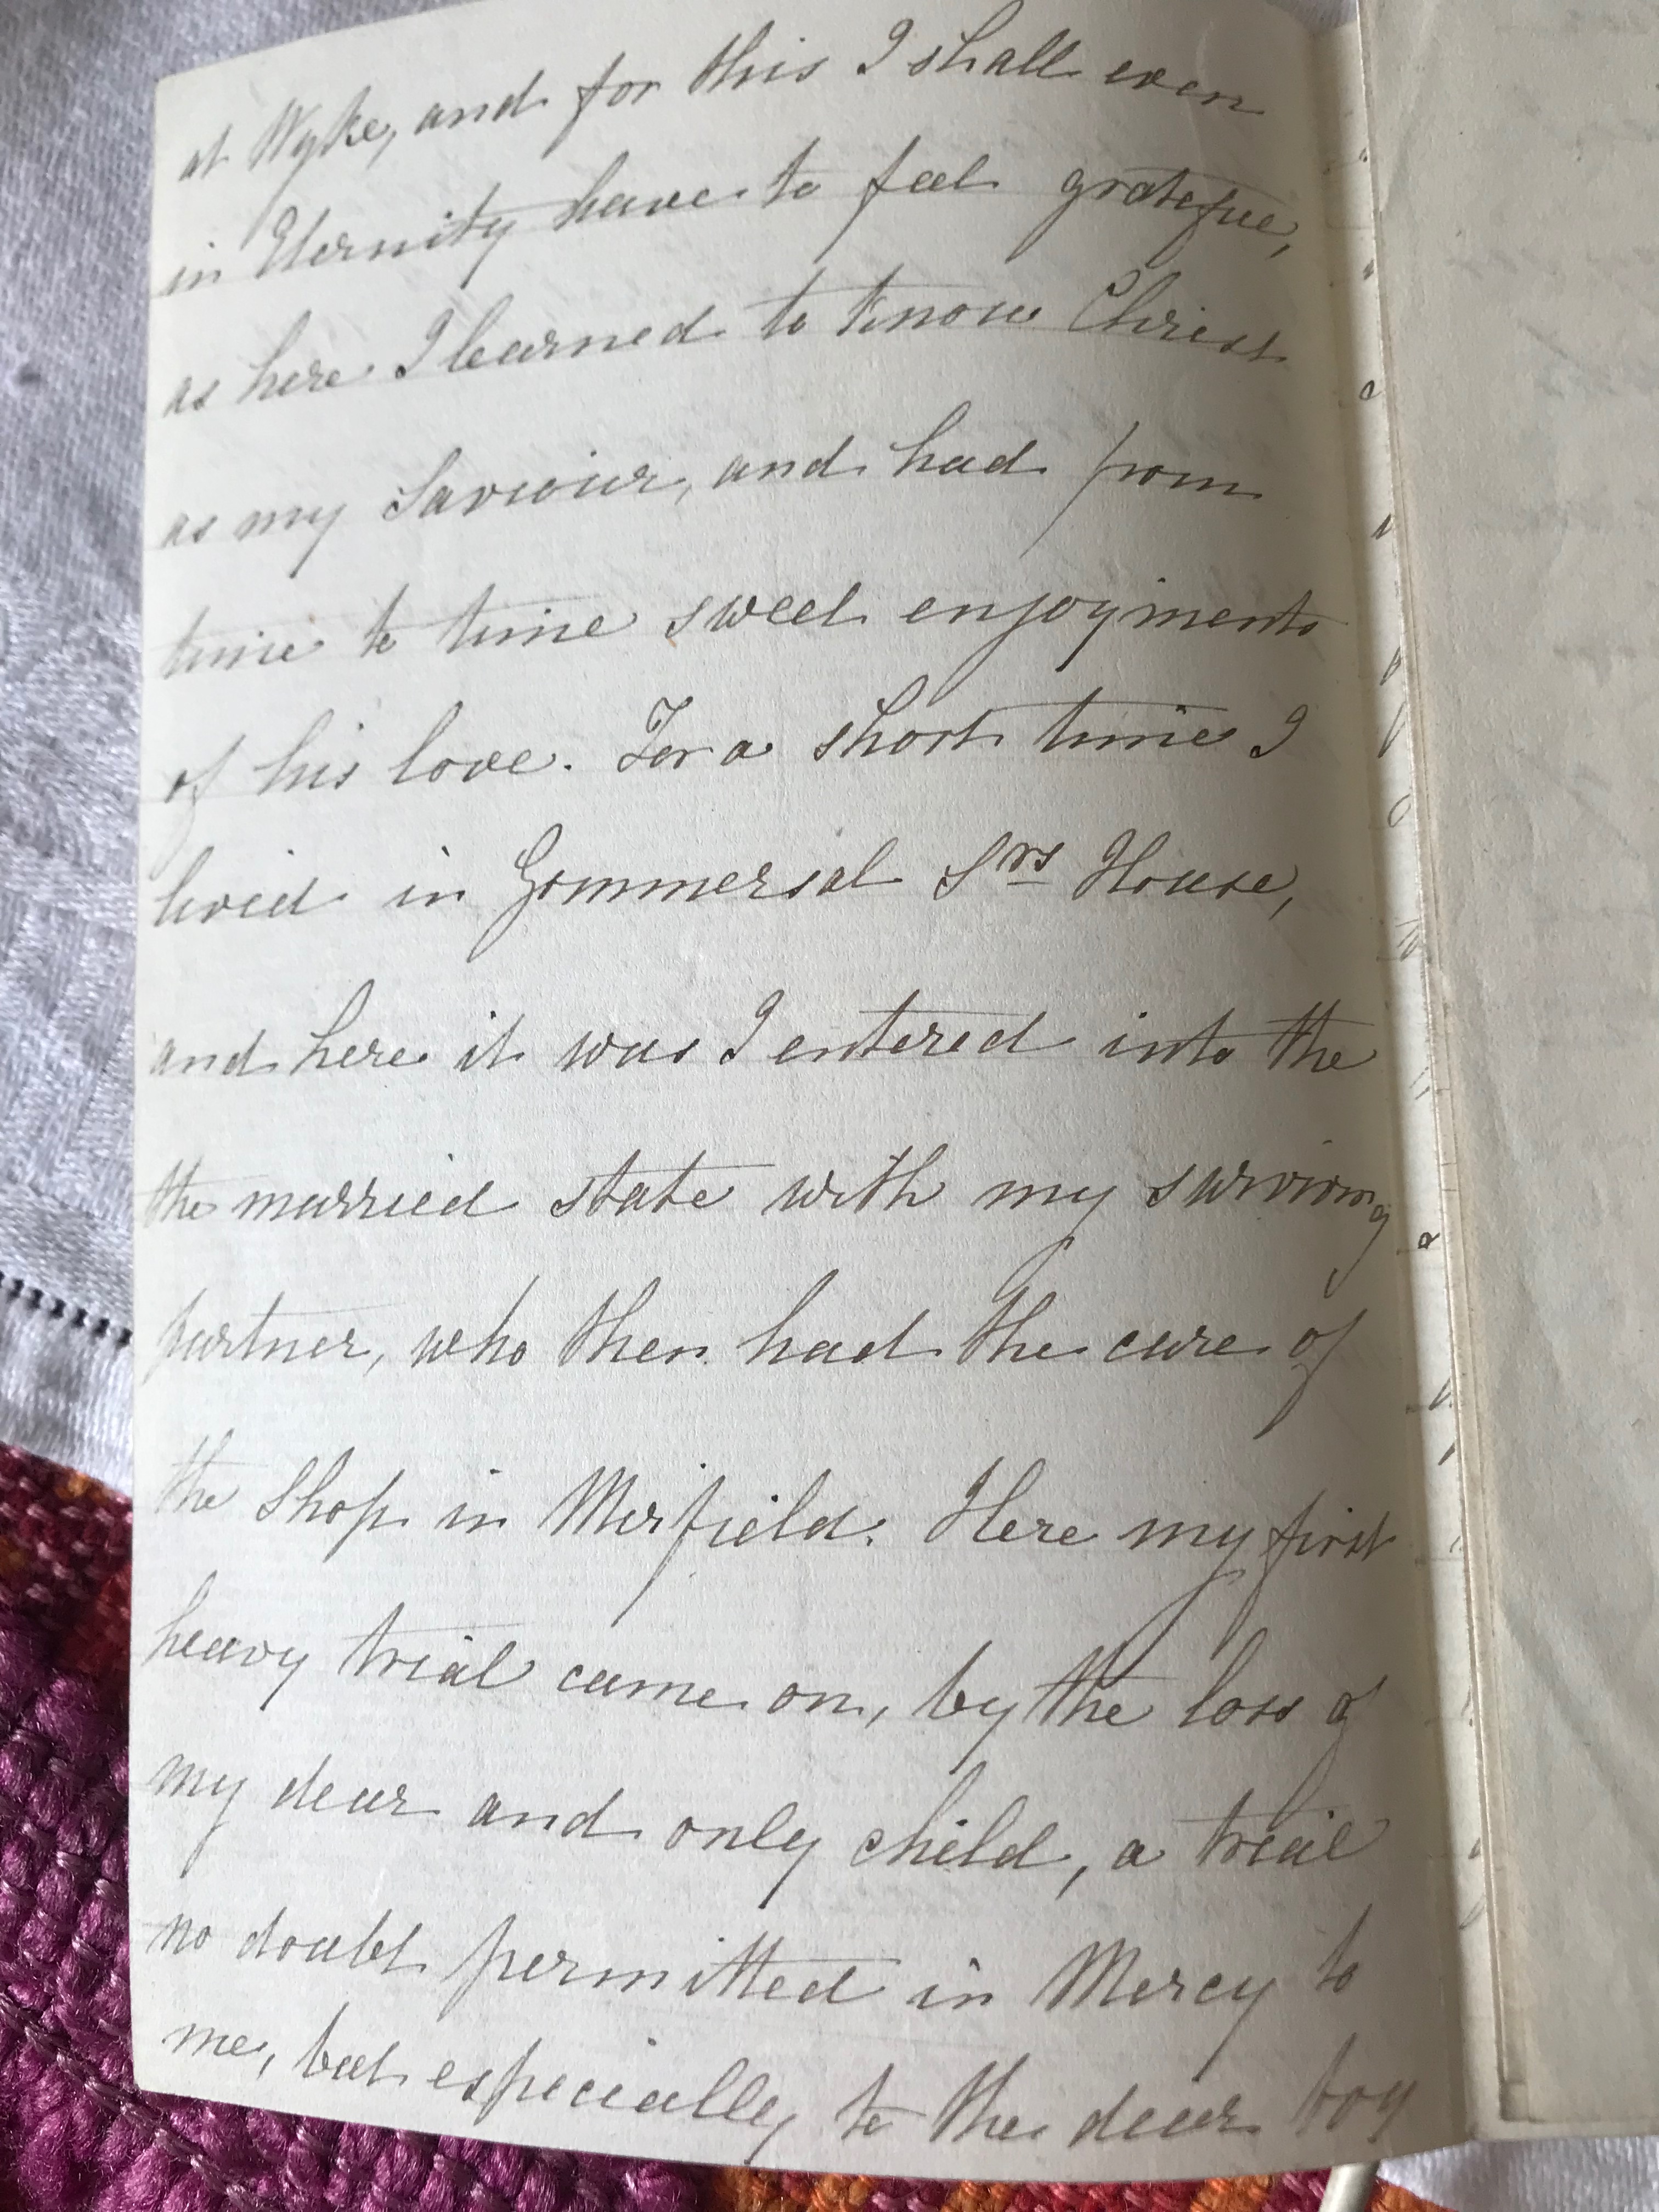 at Wyke, and for this I shall even
in Eternity have to feel grateful,
as here I learned to know Christ
as my Saviour, and had from
time to time sweet enjoyments
of his love. For a short time I
lived in Gommersal Srs House,
and here it was I entered into the
the married state with my surviving
partner, who then had the care of
the Shop in Mirfield. Here my first
heavy trial came on, by the loss of
my dear and only child, a trial
no doubt permitted in Mercy to
me, but especially to the dear boy